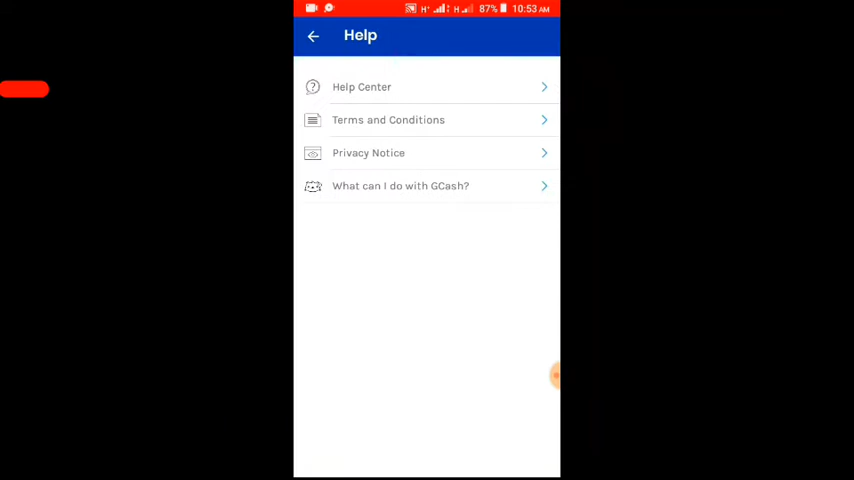 H+ H 87% 10:53 AM
Help
Help Center
Terms and Conditions
Privacy Notice
What can I do with GCash?